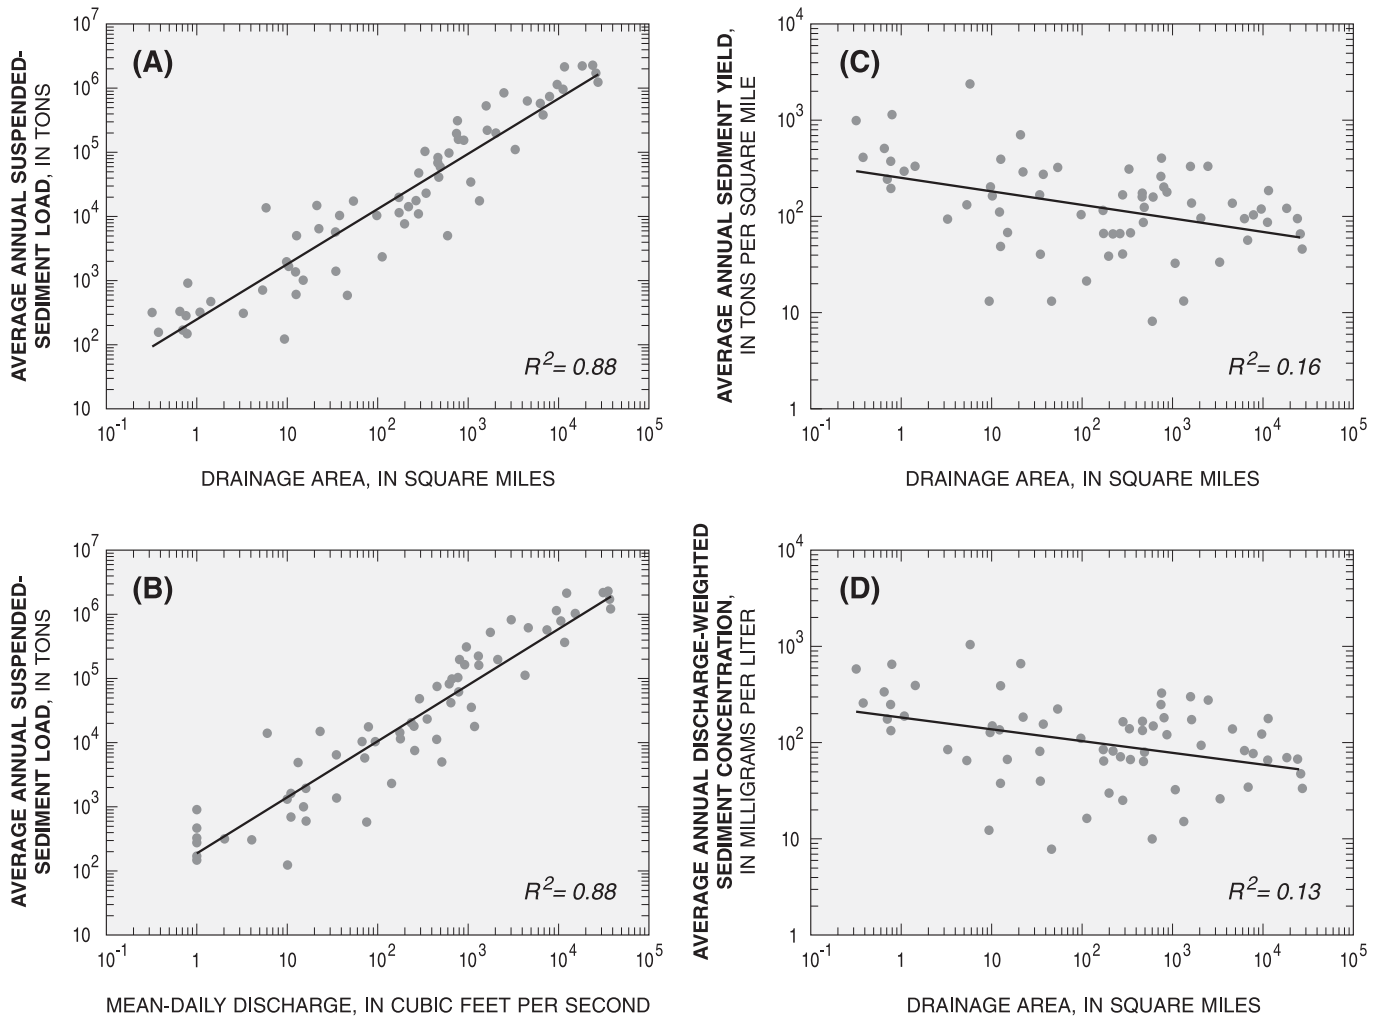 AVERAGE ANNUAL SUSPENDED-
SEDIMENT LOAD, IN TONS
10^7
10^6
10^5
10^4
10^3
10^2
10
(A)
R^2= 0.88
10^-1
1
10
10^2
10^3
10^4
10^5
DRAINAGE AREA, IN SQUARE MILES
AVERAGE ANNUAL SEDIMENT YIELD,
IN TONS PER SQUARE MILE
10^4
10^3
10^2
10
1
(C)
R^2= 0.16
10^-1
1
10
10^2
10^3
10^4
10^5
DRAINAGE AREA, IN SQUARE MILES
AVERAGE ANNUAL SUSPENDED-
SEDIMENT LOAD, IN TONS
10^7
10^6
10^5
10^4
10^3
10^2
10
(B)
R^2= 0.88
10^-1
1
10
10^2
10^3
10^4
10^5
MEAN-DAILY DISCHARGE, IN CUBIC FEET PER SECOND
AVERAGE ANNUAL DISCHARGE-WEIGHTED
SEDIMENT CONCENTRATION,
IN MILLIGRAMS PER LITER
10^4
10^3
10^2
10
1
(D)
R^2= 0.13
10^-1
1
10
10^2
10^3
10^4
10^5
DRAINAGE AREA, IN SQUARE MILES